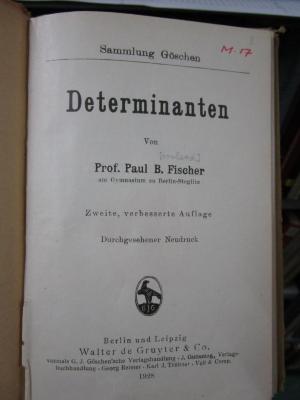 Sammlung Göschen
M. 17
Determinanten
Von
Prof. Paul B. Fischer
am Gymnasium zu Berlin-Steglitz
Zweite, verbesserte Auflage
Durchgesehener Neudruck
Berlin und Leipzig
Walter de Gruyter & Co.
vormals G. J. Göschen'sche Verlagshandlung · J. Guttentag, Verlags-
buchhandlung · Georg Reimer · Karl J. Trübner · Veit & Comp.
1928